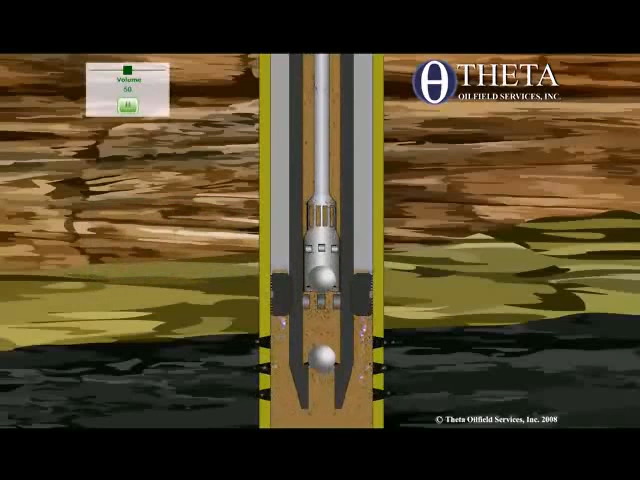 Volume
50
θ THETA
OILFIELD SERVICES, INC.
© Theta Oilfield Services, Inc. 2008